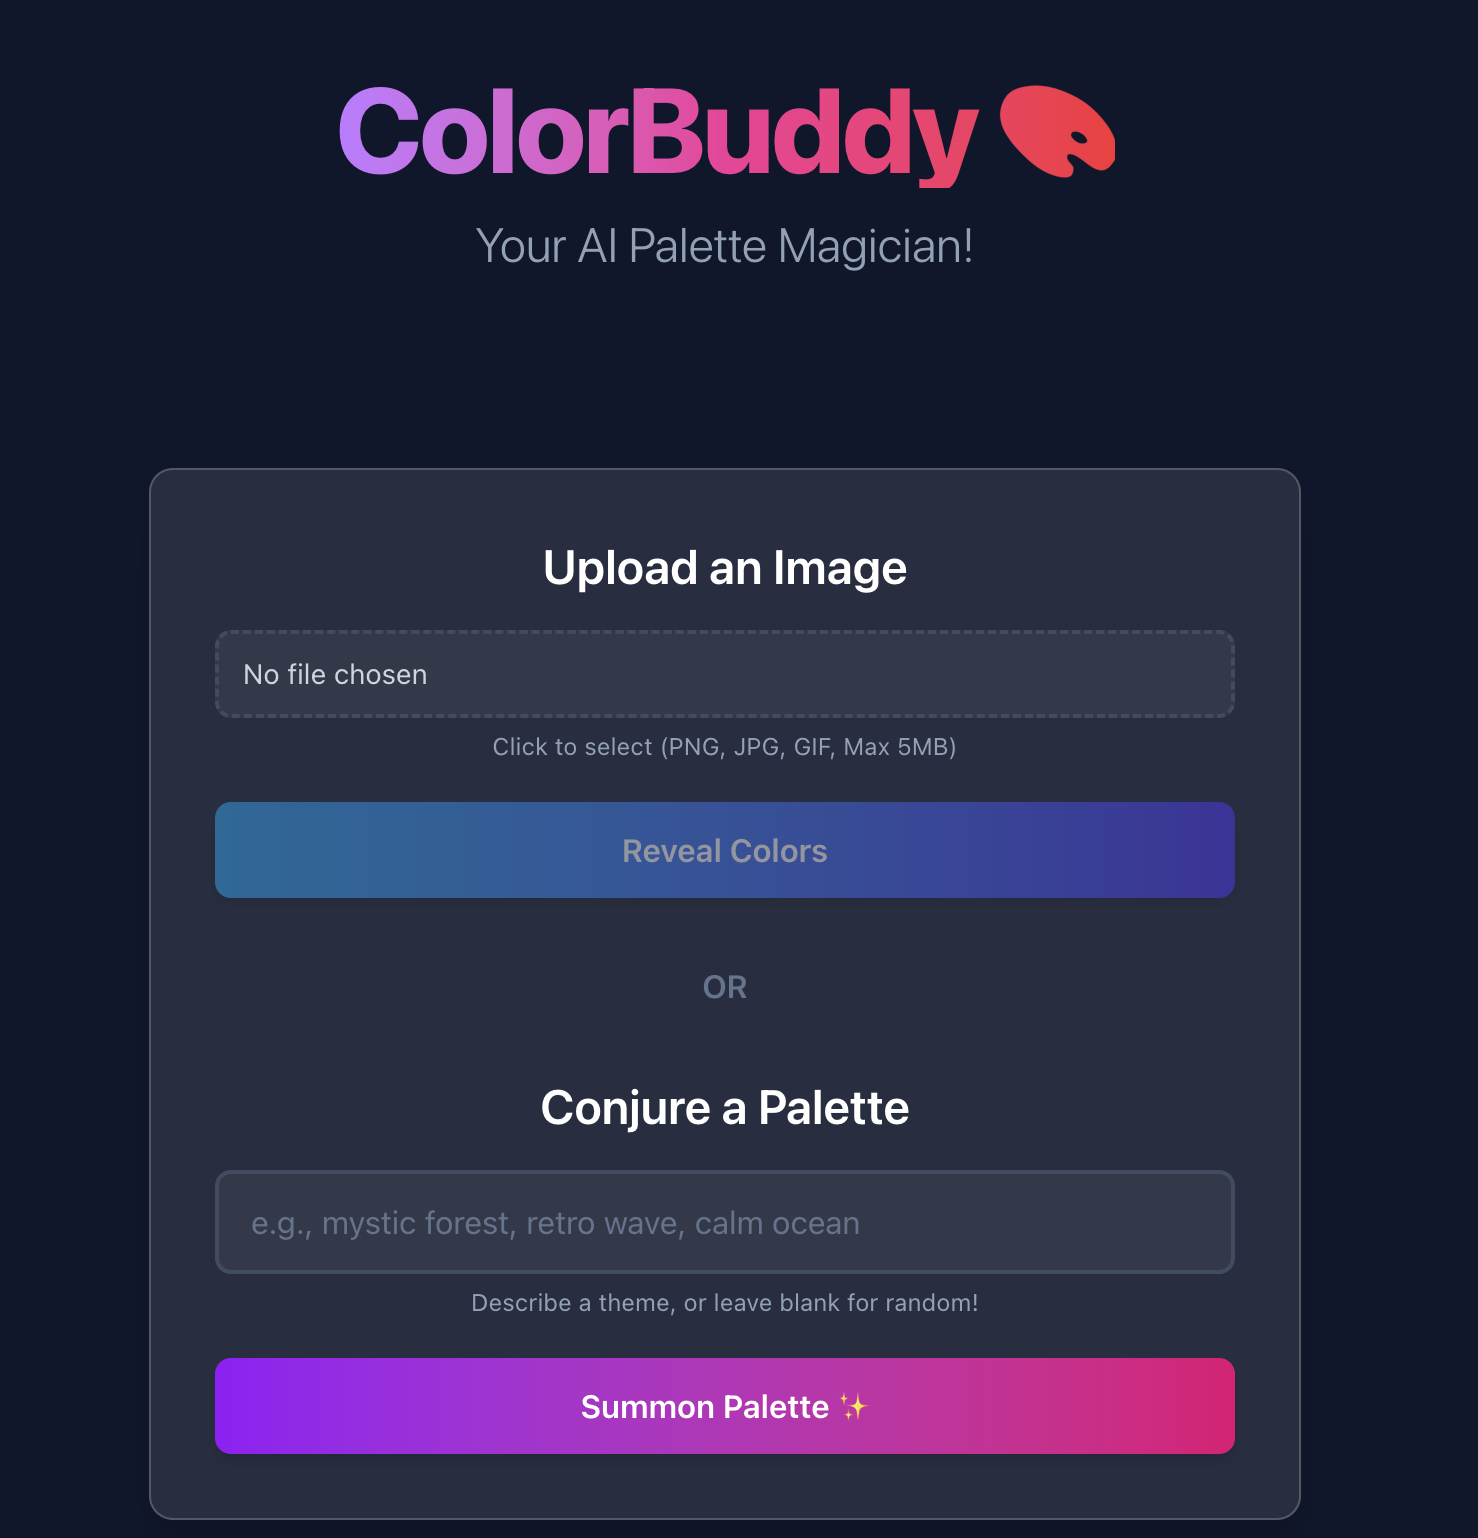 ColorBuddy
Your AI Palette Magician!
Upload an Image
No file chosen
Click to select (PNG, JPG, GIF, Max 5MB)
Reveal Colors
OR
Conjure a Palette
e.g., mystic forest, retro wave, calm ocean
Describe a theme, or leave blank for random!
Summon Palette ✨